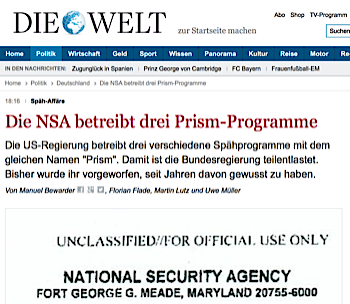 DIE WELT
zur Startseite machen
Abo Shop TV-Programm
Home Politik Wirtschaft Geld Sport Wissen Panorama Kultur Reise Motor
IN DEN NACHRICHTEN: Zugunglück in Spanien Prinz George von Cambridge FC Bayern Frauenfußball-EM
Home › Politik › Deutschland › Die NSA betreibt drei Prism-Programme
18:16 Späh-Affäre
Die NSA betreibt drei Prism-Programme
Die US-Regierung betreibt drei verschiedene Spähprogramme mit dem
gleichen Namen "Prism". Damit ist die Bundesregierung teilentlastet.
Bisher wurde ihr vorgeworfen, seit Jahren davon gewusst zu haben.
Von Manuel Bewarder, Florian Flade, Martin Lutz und Uwe Müller
UNCLASSIFIED//FOR OFFICIAL USE ONLY
NATIONAL SECURITY AGENCY
FORT GEORGE G. MEADE, MARYLAND 20755-6000